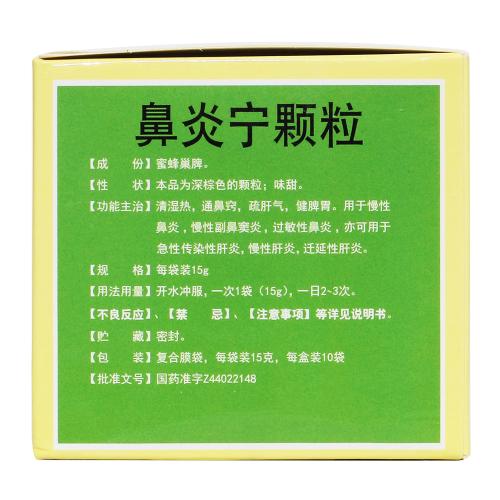 鼻炎宁颗粒
【成　份】蜜蜂巢脾。
【性　状】本品为深棕色的颗粒；味甜。
【功能主治】清湿热，通鼻窍，疏肝气，健脾胃。用于慢性
鼻炎，慢性副鼻窦炎，过敏性鼻炎，亦可用于
急性传染性肝炎，慢性肝炎，迁延性肝炎。
【规　格】每袋装15g
【用法用量】开水冲服，一次1袋（15g），一日2~3次。
【不良反应】、【禁　忌】、【注意事项】等详见说明书。
【贮　藏】密封。
【包　装】复合膜袋，每袋装15克，每盒装10袋
【批准文号】国药准字Z44022148